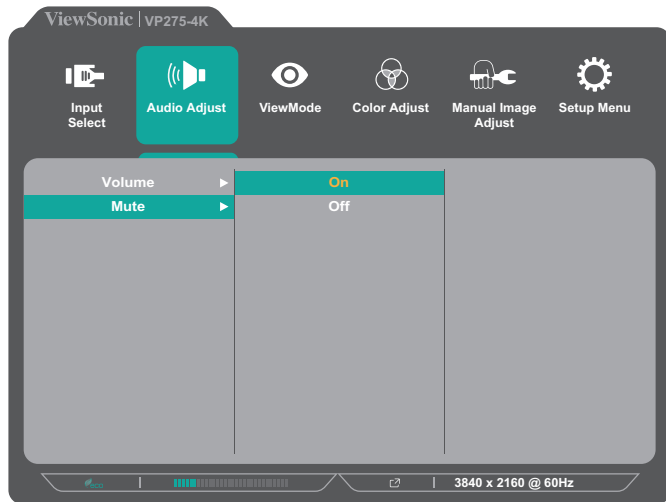 ViewSonic | VP275-4K
Input Select
Audio Adjust
ViewMode
Color Adjust
Manual Image Adjust
Setup Menu
Volume
On
Mute
Off
eco
3840 x 2160 @ 60Hz